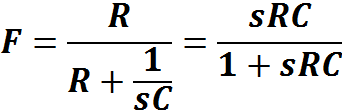 F = R / (R + 1/sC) = sRC / (1 + sRC)